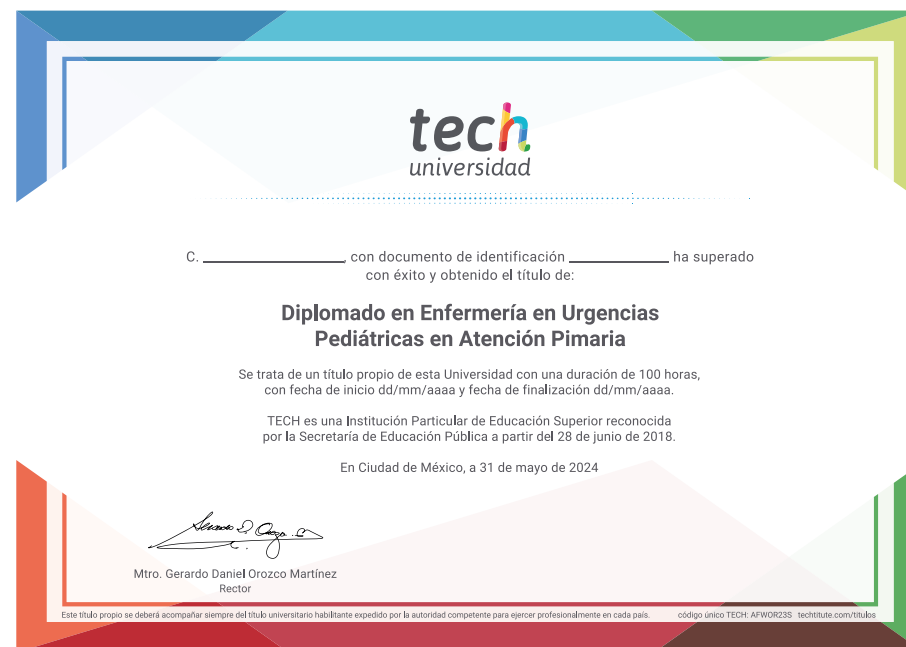 tech
universidad
C. , con documento de identificación ha superado
con éxito y obtenido el título de:
Diplomado en Enfermería en Urgencias
Pediátricas en Atención Pimaria
Se trata de un título propio de esta Universidad con una duración de 100 horas,
con fecha de inicio dd/mm/aaaa y fecha de finalización dd/mm/aaaa.
TECH es una Institución Particular de Educación Superior reconocida
por la Secretaría de Educación Pública a partir del 28 de junio de 2018.
En Ciudad de México, a 31 de mayo de 2024
Mtro. Gerardo Daniel Orozco Martínez
Rector
Este título propio se deberá acompañar siempre del título universitario habilitante expedido por la autoridad competente para ejercer profesionalmente en cada país. código único TECH: AFWOR23S techtitute.com/titulos